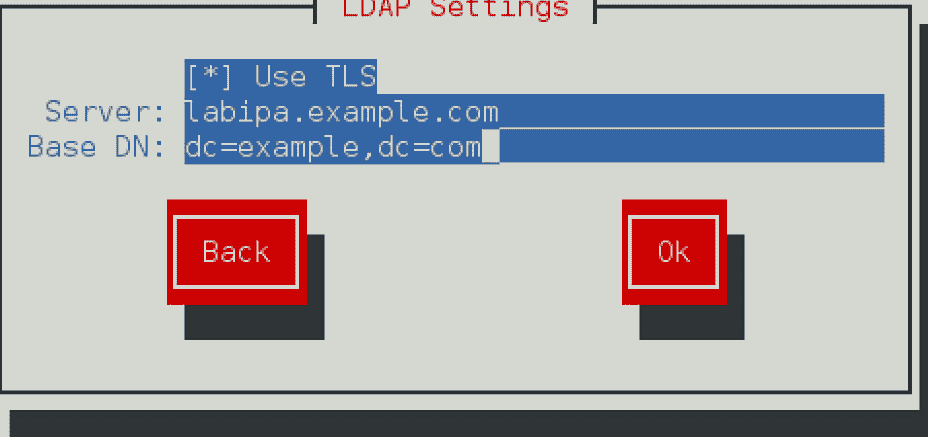 LDAP Settings
[*] Use TLS
Server: labipa.example.com
Base DN: dc=example,dc=com
Back Ok